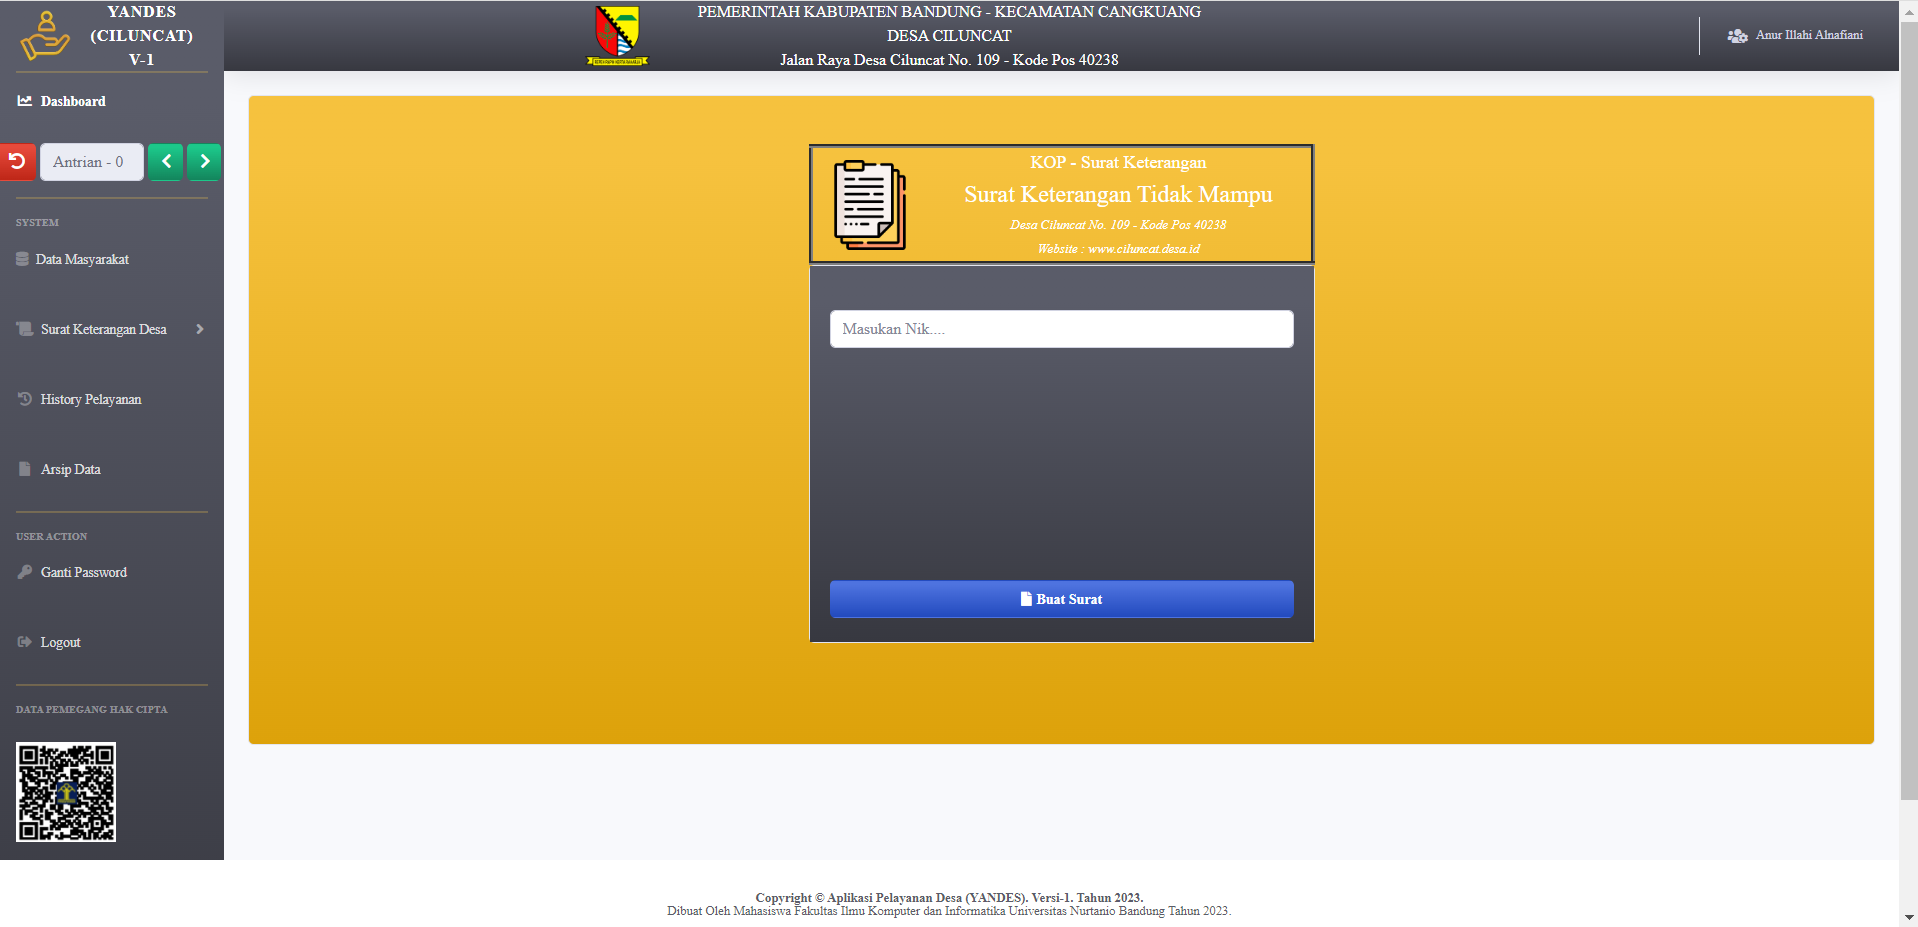 YANDES
(CILUNCAT)
V-1
PEMERINTAH KABUPATEN BANDUNG - KECAMATAN CANGKUANG
DESA CILUNCAT
Jalan Raya Desa Ciluncat No. 109 - Kode Pos 40238
Anur Illahi Alnafiani
Dashboard
Antrian - 0
SYSTEM
Data Masyarakat
Surat Keterangan Desa
History Pelayanan
Arsip Data
USER ACTION
Ganti Password
Logout
DATA PEMEGANG HAK CIPTA
KOP - Surat Keterangan
Surat Keterangan Tidak Mampu
Desa Ciluncat No. 109 - Kode Pos 40238
Website : www.ciluncat.desa.id
Masukan Nik....
Buat Surat
Copyright © Aplikasi Pelayanan Desa (YANDES). Versi-1. Tahun 2023.
Dibuat Oleh Mahasiswa Fakultas Ilmu Komputer dan Informatika Universitas Nurtanio Bandung Tahun 2023.